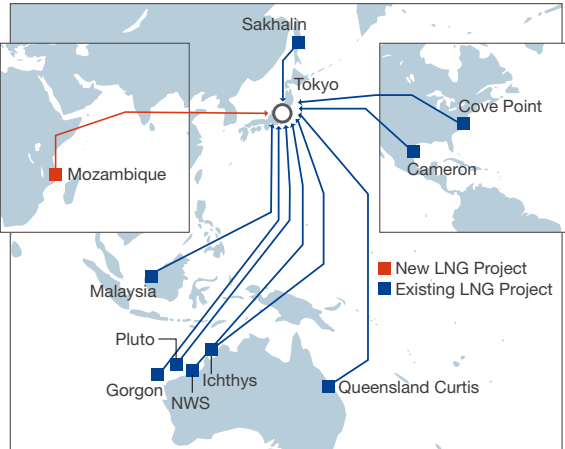 Sakhalin
Tokyo
Cove Point
Mozambique
Cameron
New LNG Project
Existing LNG Project
Malaysia
Pluto
Ichthys
Gorgon
NWS
Queensland Curtis